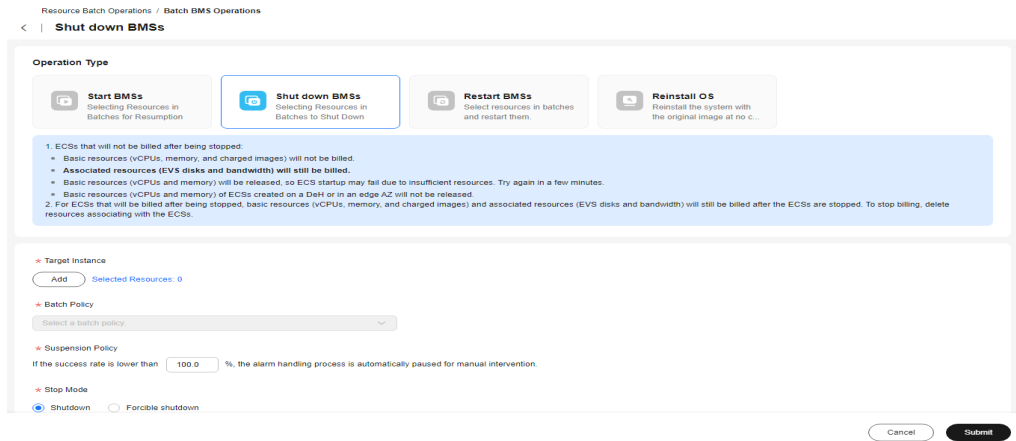 Resource Batch Operations / Batch BMS Operations
< | Shut down BMSs
Operation Type
Start BMSs
Selecting Resources in
Batches for Resumption
Shut down BMSs
Selecting Resources in
Batches to Shut Down
Restart BMSs
Select resources in batches
and restart them.
Reinstall OS
Reinstall the system with
the original image at no c...
1. ECSs that will not be billed after being stopped:
Basic resources (vCPUs, memory, and charged images) will not be billed.
Associated resources (EVS disks and bandwidth) will still be billed.
Basic resources (vCPUs and memory) will be released, so ECS startup may fail due to insufficient resources. Try again in a few minutes.
Basic resources (vCPUs and memory) of ECSs created on a DeH or in an edge AZ will not be released.
2. For ECSs that will be billed after being stopped, basic resources (vCPUs, memory, and charged images) and associated resources (EVS disks and bandwidth) will still be billed after the ECSs are stopped. To stop billing, delete
resources associating with the ECSs.
* Target Instance
Add Selected Resources: 0
* Batch Policy
Select a batch policy
* Suspension Policy
If the success rate is lower than 100.0 %, the alarm handling process is automatically paused for manual intervention.
* Stop Mode
Shutdown Forcible shutdown
Cancel Submit